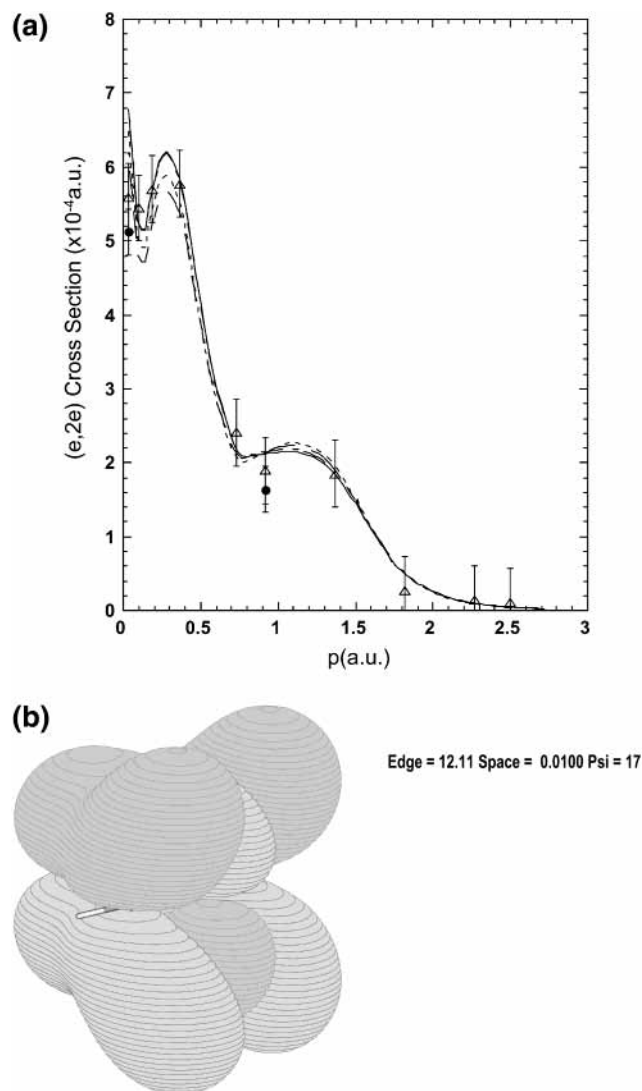 (a)
8
7
6
5
4
3
2
1
0
(e,2e) Cross Section (x10⁻⁴a.u.)
0 0.5 1 1.5 2 2.5 3
p(a.u.)
(b)
Edge = 12.11 Space = 0.0100 Psi = 17